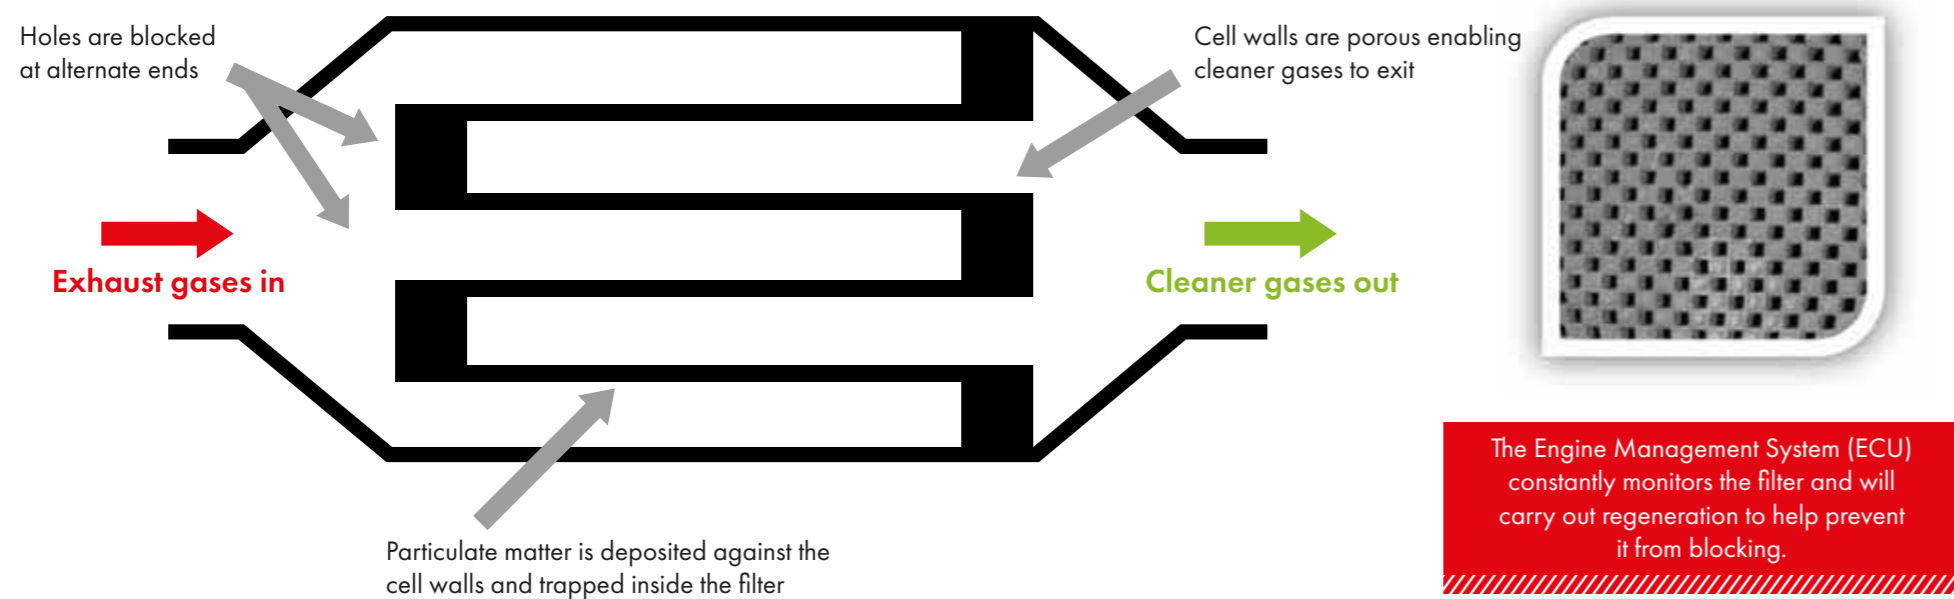 Holes are blocked
at alternate ends
Cell walls are porous enabling
cleaner gases to exit
Exhaust gases in
Cleaner gases out
Particulate matter is deposited against the
cell walls and trapped inside the filter
The Engine Management System (ECU)
constantly monitors the filter and will
carry out regeneration to help prevent
it from blocking.